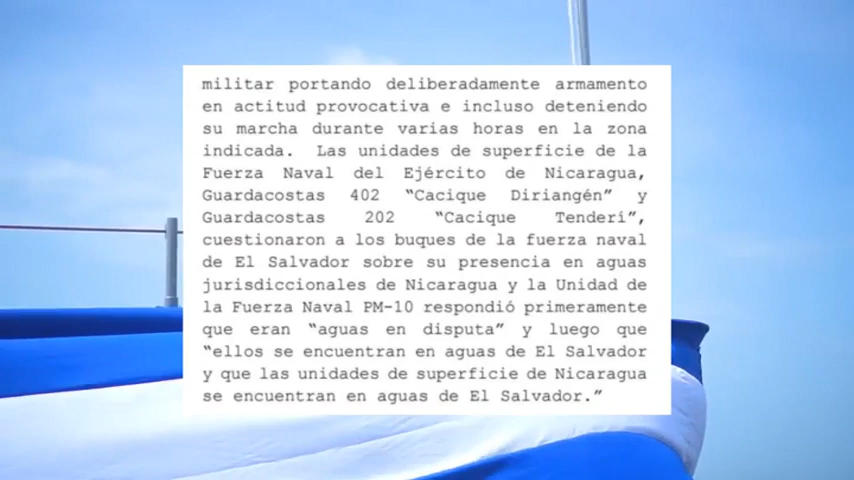 militar portando deliberadamente armamento
en actitud provocativa e incluso deteniendo
su marcha durante varias horas en la zona
indicada. Las unidades de superficie de la
Fuerza Naval del Ejército de Nicaragua,
Guardacostas 402 “Cacique Diriangén” y
Guardacostas 202 “Cacique Tenderí”,
cuestionaron a los buques de la fuerza naval
de El Salvador sobre su presencia en aguas
jurisdiccionales de Nicaragua y la Unidad de
la Fuerza Naval PM-10 respondió primeramente
que eran “aguas en disputa” y luego que
“ellos se encuentran en aguas de El Salvador
y que las unidades de superficie de Nicaragua
se encuentran en aguas de El Salvador.”